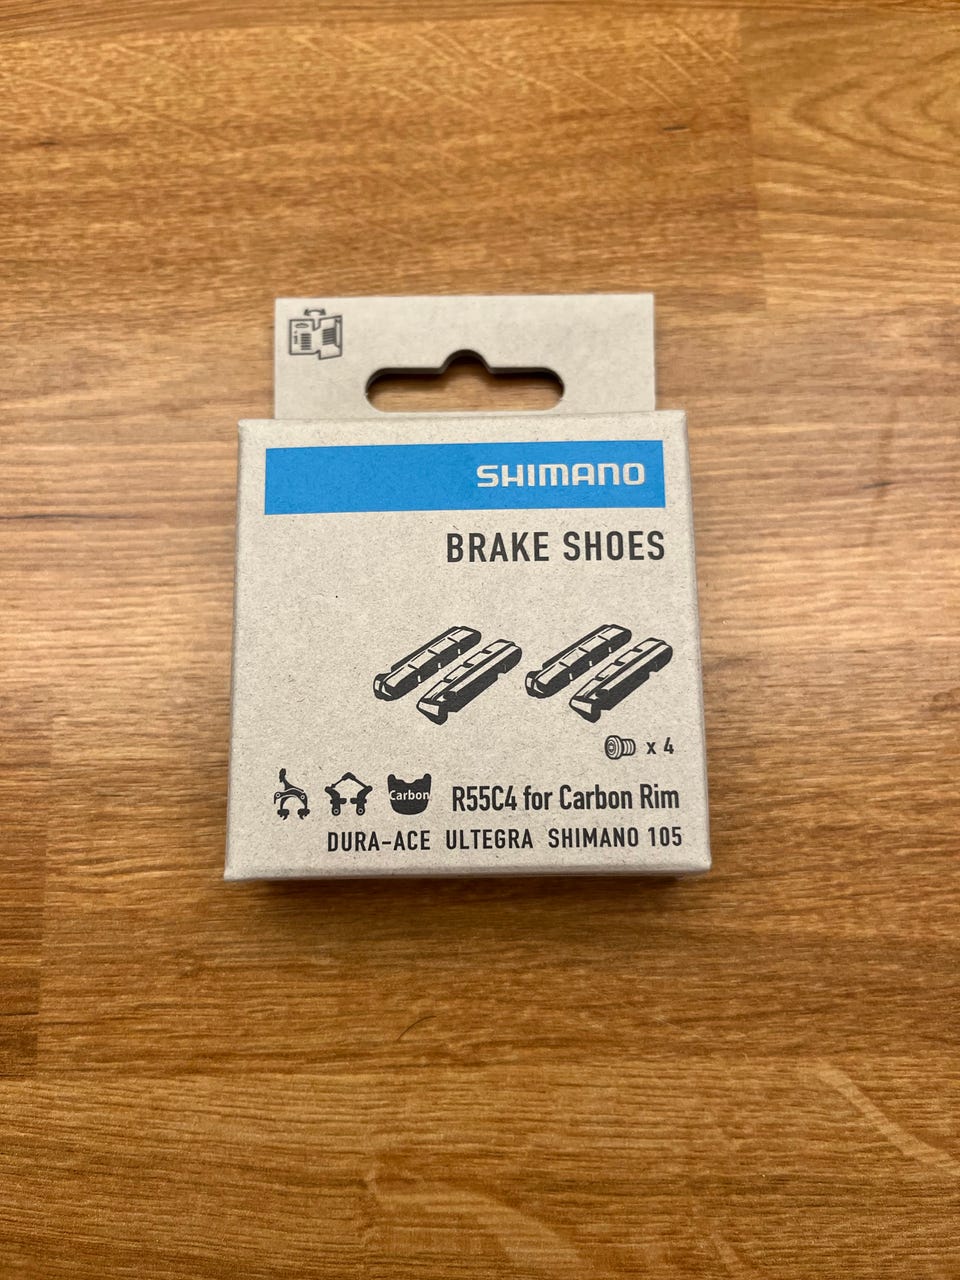 SHIMANO
BRAKE SHOES
x 4
Carbon
R55C4 for Carbon Rim
DURA-ACE ULTEGRA SHIMANO 105